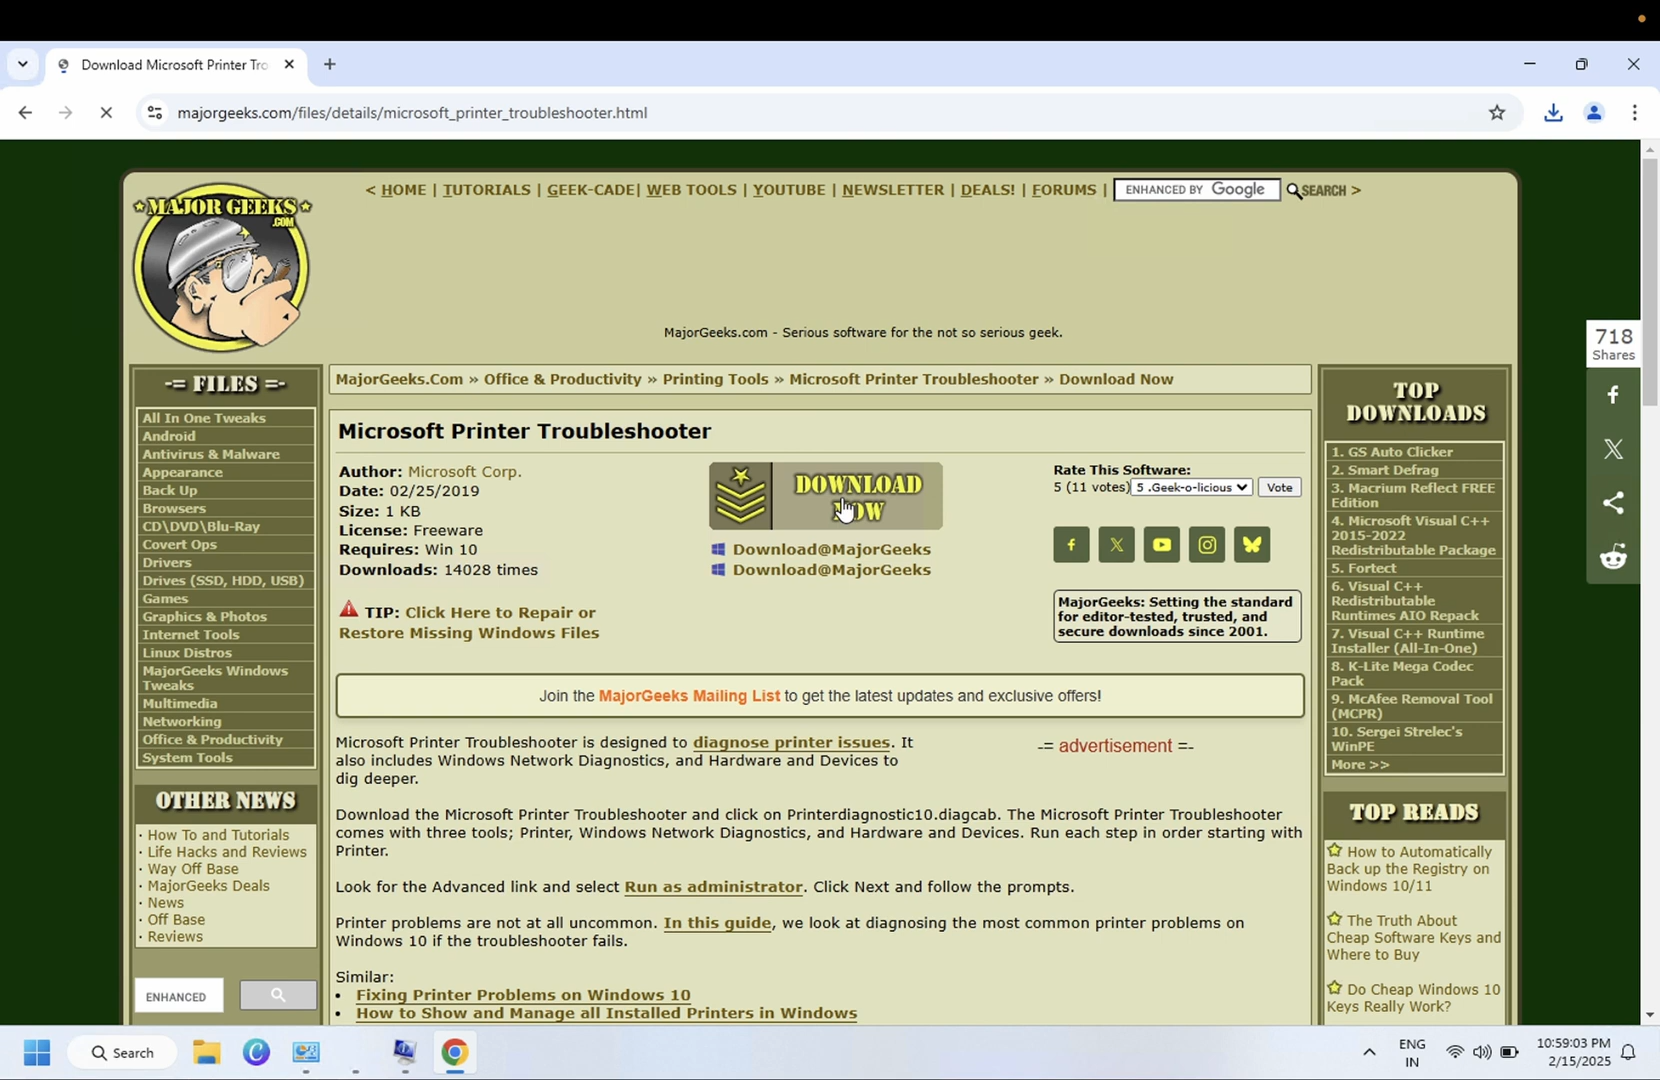 Download Microsoft Printer Tro
majorgeeks.com/files/details/microsoft_printer_troubleshooter.html
MAJOR GEEKS
.COM
< HOME | TUTORIALS | GEEK-CADE| WEB TOOLS | YOUTUBE | NEWSLETTER | DEALS! | FORUMS | ENHANCED BY Google SEARCH >
MajorGeeks.com - Serious software for the not so serious geek.
718
Shares
-= FILES =-
All In One Tweaks
Android
Antivirus & Malware
Appearance
Back Up
Browsers
CD\DVD\Blu-Ray
Covert Ops
Drivers
Drives (SSD, HDD, USB)
Games
Graphics & Photos
Internet Tools
Linux Distros
MajorGeeks Windows
Tweaks
Multimedia
Networking
Office & Productivity
System Tools
OTHER NEWS
· How To and Tutorials
· Life Hacks and Reviews
· Way Off Base
· MajorGeeks Deals
· News
· Off Base
· Reviews
ENHANCED
MajorGeeks.Com » Office & Productivity » Printing Tools » Microsoft Printer Troubleshooter » Download Now
Microsoft Printer Troubleshooter
Author: Microsoft Corp.
Date: 02/25/2019
Size: 1 KB
License: Freeware
Requires: Win 10
Downloads: 14028 times
TIP: Click Here to Repair or
Restore Missing Windows Files
DOWNLOAD
NOW
Download@MajorGeeks
Download@MajorGeeks
Rate This Software:
5 (11 votes) 5 .Geek-o-licious Vote
MajorGeeks: Setting the standard
for editor-tested, trusted, and
secure downloads since 2001.
Join the MajorGeeks Mailing List to get the latest updates and exclusive offers!
Microsoft Printer Troubleshooter is designed to diagnose printer issues. It
also includes Windows Network Diagnostics, and Hardware and Devices to
dig deeper.
-= advertisement =-
Download the Microsoft Printer Troubleshooter and click on Printerdiagnostic10.diagcab. The Microsoft Printer Troubleshooter
comes with three tools; Printer, Windows Network Diagnostics, and Hardware and Devices. Run each step in order starting with
Printer.
Look for the Advanced link and select Run as administrator. Click Next and follow the prompts.
Printer problems are not at all uncommon. In this guide, we look at diagnosing the most common printer problems on
Windows 10 if the troubleshooter fails.
Similar:
• Fixing Printer Problems on Windows 10
• How to Show and Manage all Installed Printers in Windows
TOP
DOWNLOADS
1. GS Auto Clicker
2. Smart Defrag
3. Macrium Reflect FREE
Edition
4. Microsoft Visual C++
2015-2022
Redistributable Package
5. Fortect
6. Visual C++
Redistributable
Runtimes AIO Repack
7. Visual C++ Runtime
Installer (All-In-One)
8. K-Lite Mega Codec
Pack
9. McAfee Removal Tool
(MCPR)
10. Sergei Strelec's
WinPE
More >>
TOP READS
How to Automatically
Back up the Registry on
Windows 10/11
The Truth About
Cheap Software Keys and
Where to Buy
Do Cheap Windows 10
Keys Really Work?
Search
ENG
IN
10:59:03 PM
2/15/2025